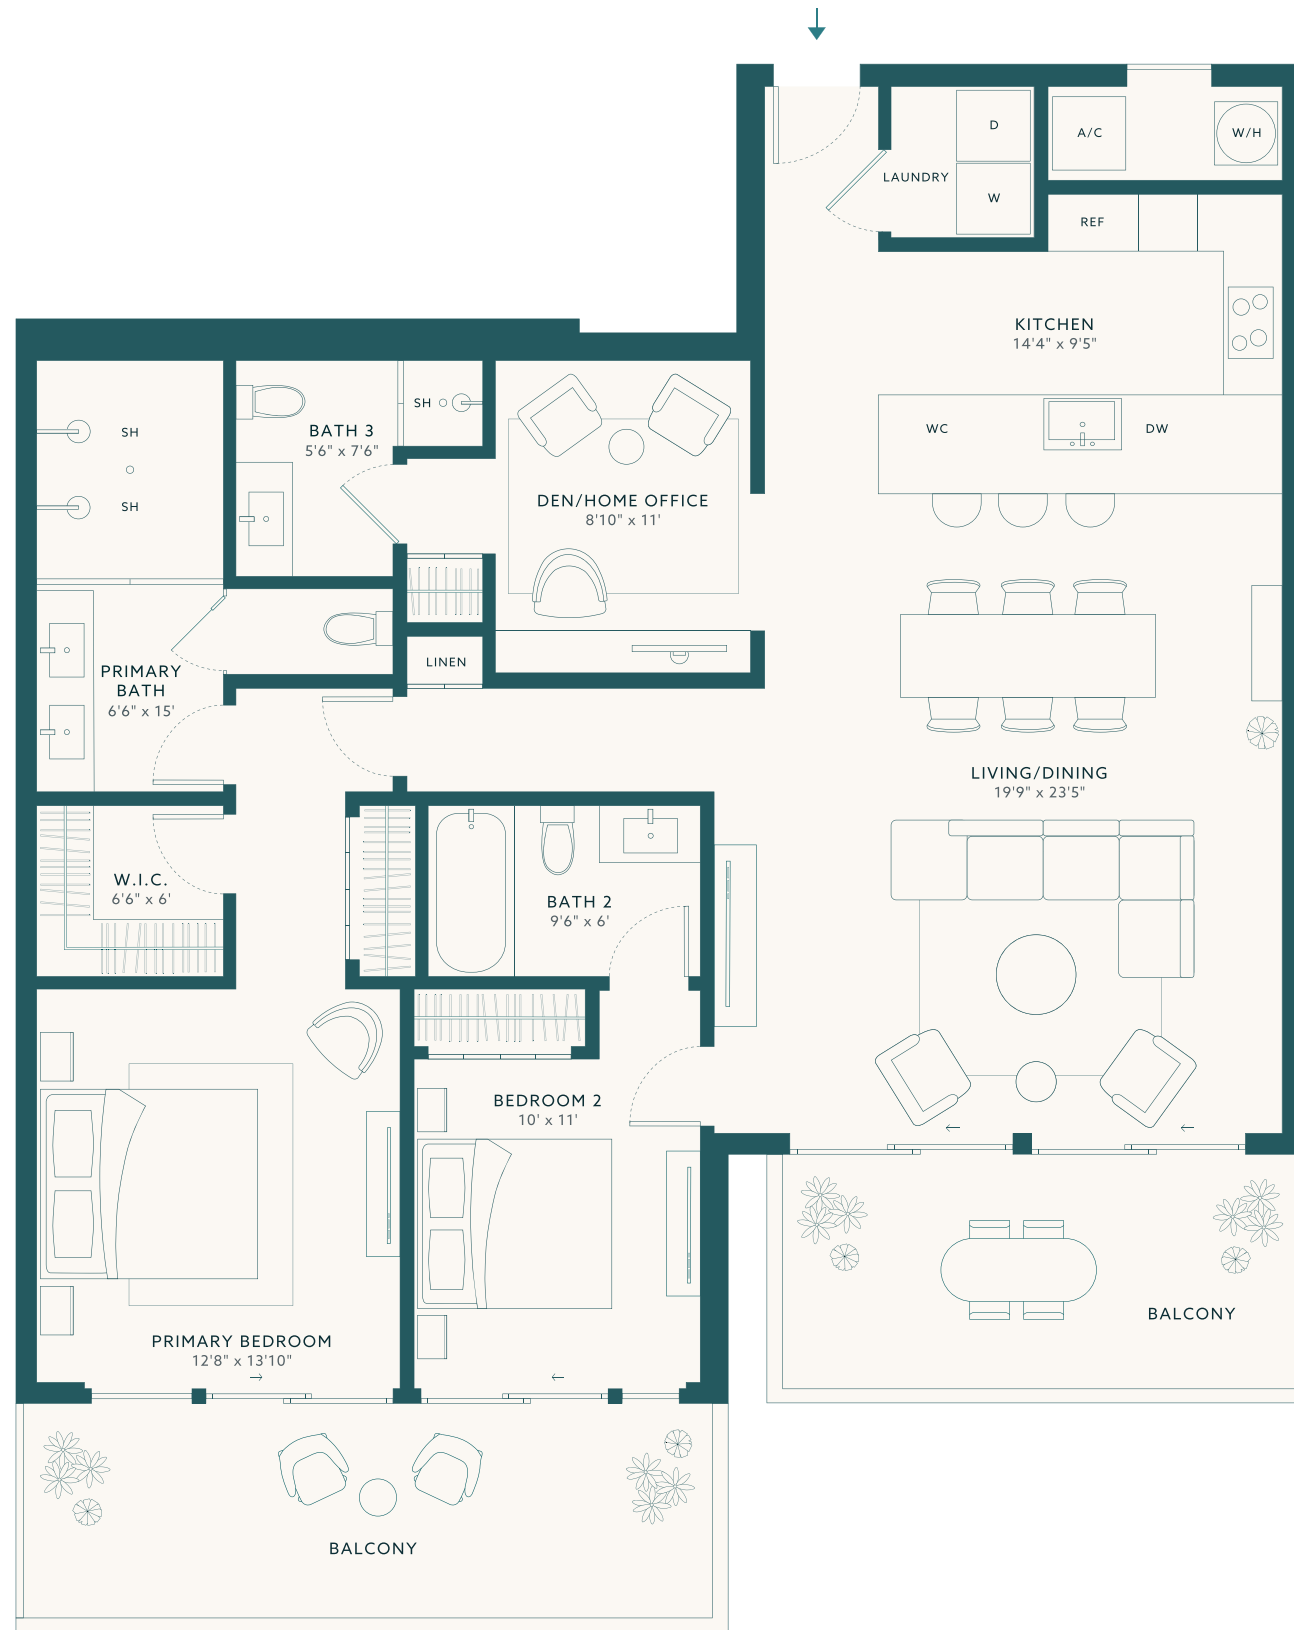 D
A/C
W/H
LAUNDRY
W
REF
KITCHEN
14'4" x 9'5"
SH
SH
SH
BATH 3
5'6" x 7'6"
WC
DW
DEN/HOME OFFICE
8'10" x 11'
LINEN
PRIMARY
BATH
6'6" x 15'
LIVING/DINING
19'9" x 23'5"
W.I.C.
6'6" x 6'
BATH 2
9'6" x 6'
BEDROOM 2
10' x 11'
PRIMARY BEDROOM
12'8" x 13'10"
BALCONY
BALCONY